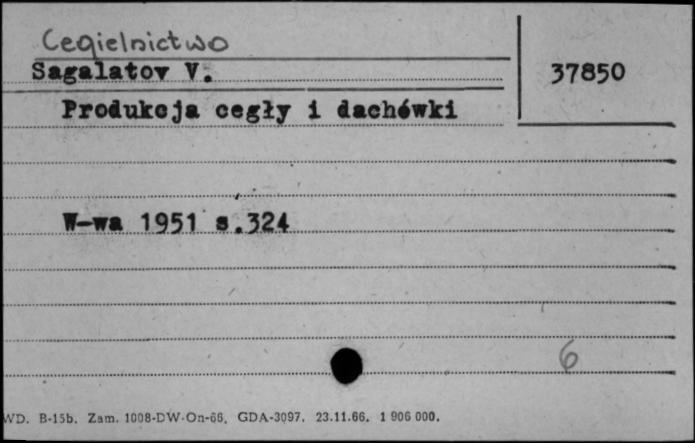 Cegielnictwo
Sagalatov V.
37850
Produkcja cegły i dachówki
W-wa 1951 s.324
6
WD. B-15b. Zam. 1008-DW-On-66. GDA-3097. 23.11.66. 1 906 000.